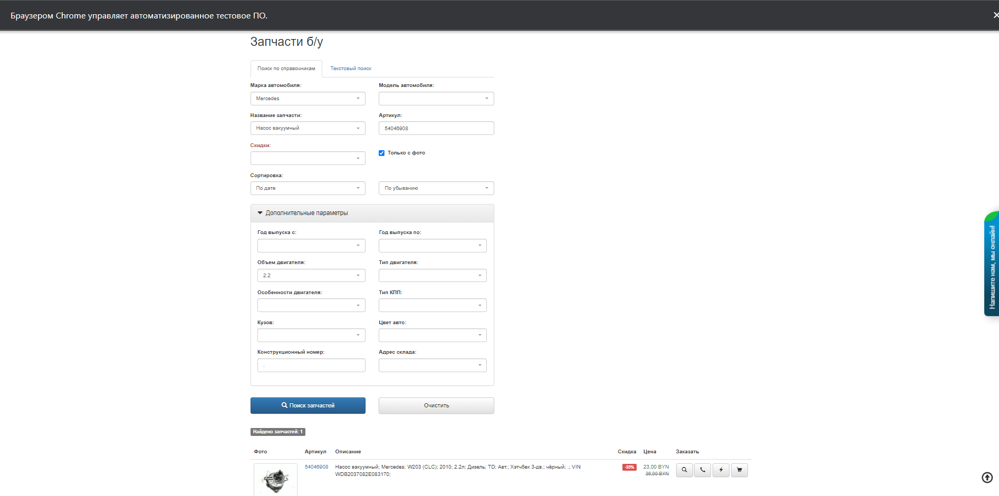 Браузером Chrome управляет автоматизированное тестовое ПО.
Запчасти б/у
Поиск по справочникам
Текстовый поиск
Марка автомобиля:
Модель автомобиля:
Mercedes
Название запчасти:
Артикул:
Насос вакуумный
54046908
Скидки:
Только с фото
Сортировка:
По дате
По убыванию
Дополнительные параметры
Год выпуска с:
Год выпуска по:
Объем двигателя:
Тип двигателя:
2.2
Особенности двигателя:
Тип КПП:
Кузов:
Цвет авто:
Конструкционный номер:
Адрес склада:
.
Поиск запчастей
Очистить
Найдено запчастей: 1
Фото
Артикул
Описание
Скидка
Цена
Заказать
54046908
Насос вакуумный; Mercedes; W203 (CLC); 2010; 2.2л; Дизель; TD; Авт.; Хэтчбек 3-дв.; чёрный; .; VIN
WDB2037082E083170;
-35%
23,00 BYN
36,00 BYN
Напишите нам, мы онлайн!